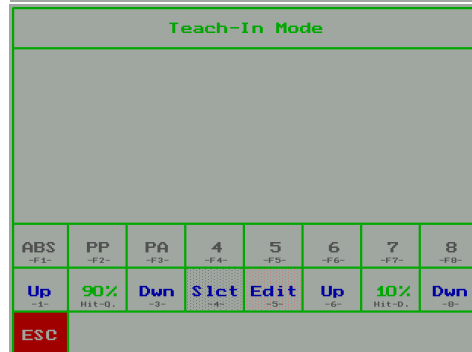 Teach-In Mode
ABS PP PA 4 5 6 7 8
-F1- -F2- -F3- -F4- -F5- -F6- -F7- -F8-
Up 90% Dwn Slct Edit Up 10% Dwn
-1- Hit-Q. -3- -4- -5- -6- Hit-D. -8-
ESC